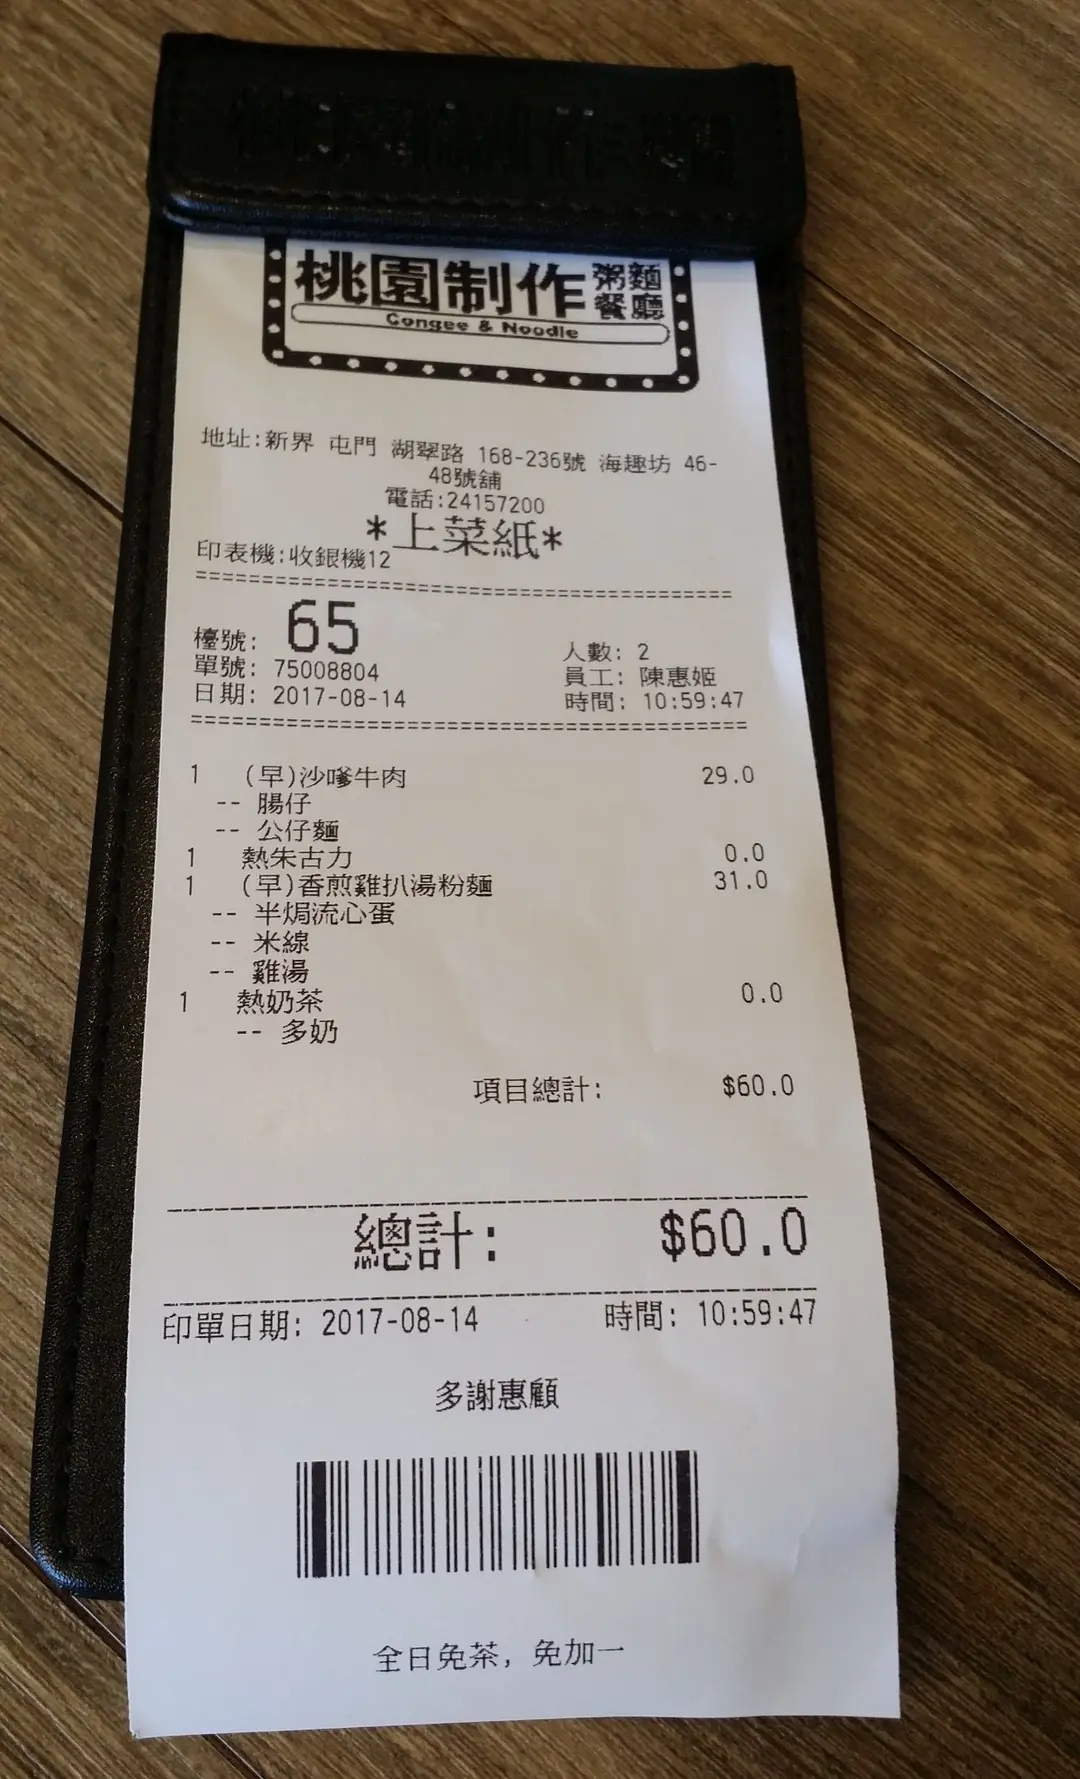 桃園制作 粥麵餐廳
Congee & Noodle
地址:新界 屯門 湖翠路 168-236號 海趣坊 46-
48號舖
電話:24157200
*上菜紙*
印表機:收銀機12
檯號: 65
人數: 2
單號: 75008804
員工: 陳惠姬
日期: 2017-08-14
時間: 10:59:47
1 (早)沙嗲牛肉 29.0
-- 腸仔
-- 公仔麵
1 熱朱古力 0.0
1 (早)香煎雞扒湯粉麵 31.0
-- 半焗流心蛋
-- 米線
-- 雞湯
1 熱奶茶 0.0
-- 多奶
項目總計: $60.0
總計: $60.0
印單日期: 2017-08-14 時間: 10:59:47
多謝惠顧
全日免茶, 免加一